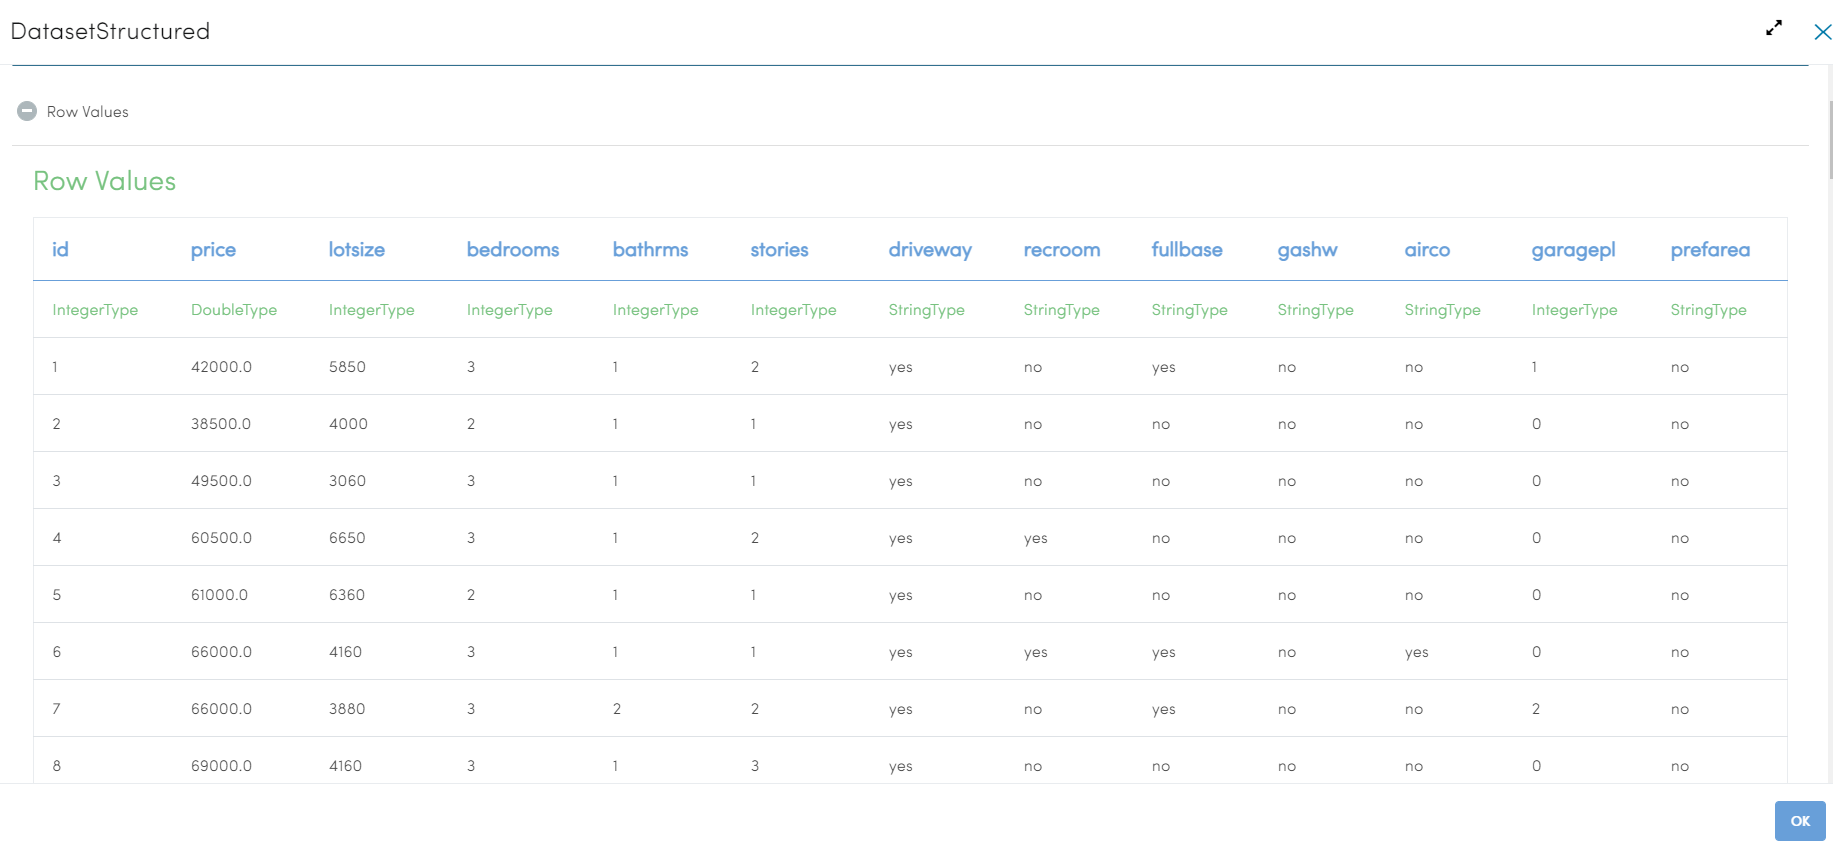 DatasetStructured
Row Values
Row Values
id price lotsize bedrooms bathrms stories driveway recroom fullbase gashw airco garagepl prefarea
IntegerType DoubleType IntegerType IntegerType IntegerType IntegerType StringType StringType StringType StringType StringType IntegerType StringType
1 42000.0 5850 3 1 2 yes no yes no no 1 no
2 38500.0 4000 2 1 1 yes no no no no 0 no
3 49500.0 3060 3 1 1 yes no no no no 0 no
4 60500.0 6650 3 1 2 yes yes no no no 0 no
5 61000.0 6360 2 1 1 yes no no no no 0 no
6 66000.0 4160 3 1 1 yes yes yes no yes 0 no
7 66000.0 3880 3 2 2 yes no yes no no 2 no
8 69000.0 4160 3 1 3 yes no no no no 0 no
OK